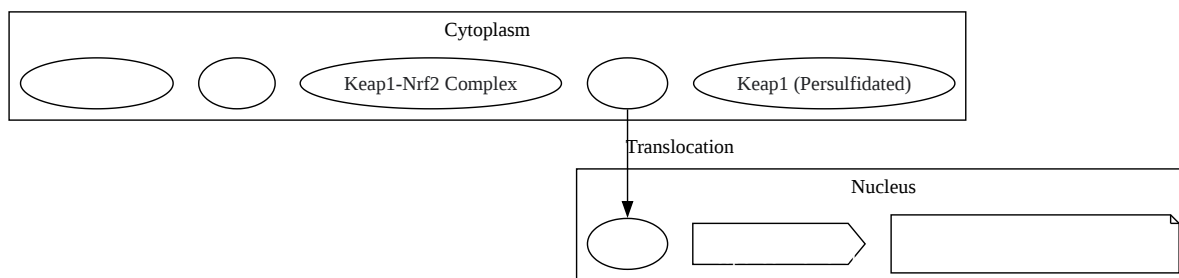 Cytoplasm
Keap1-Nrf2 Complex
Keap1 (Persulfidated)
Translocation
Nucleus